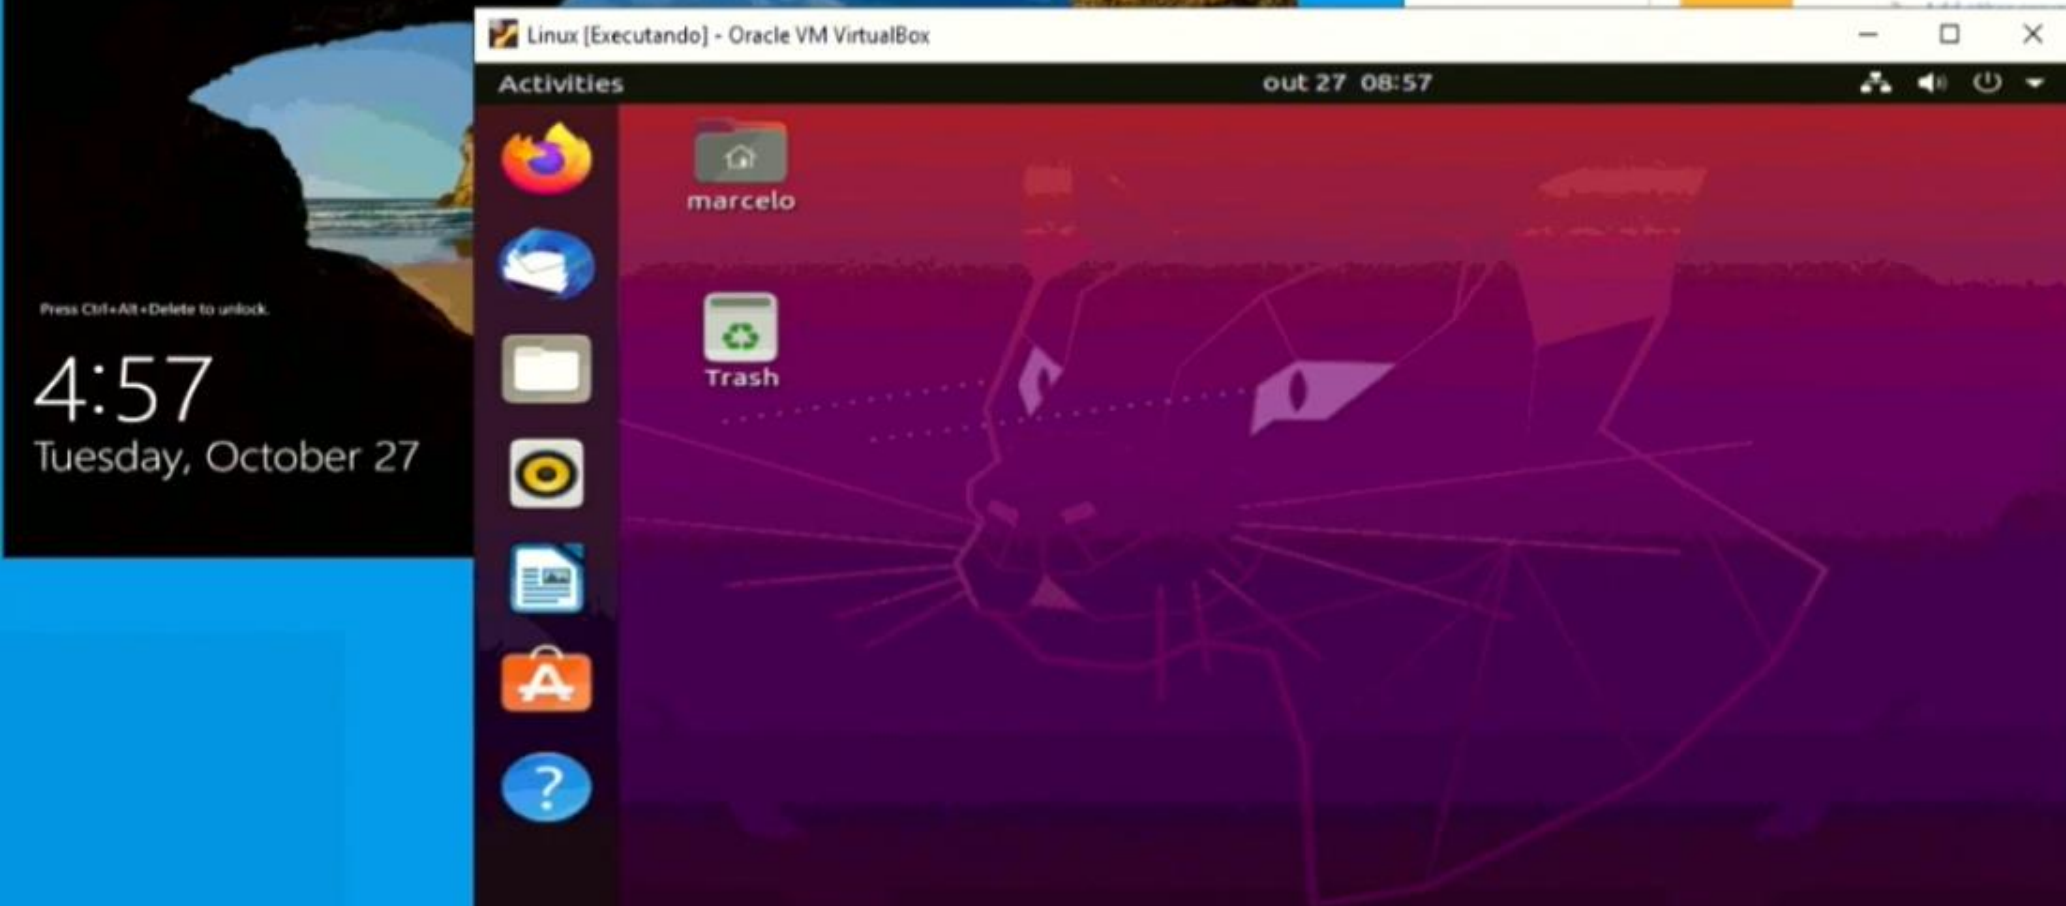 Linux [Executando] - Oracle VM VirtualBox
Activities
out 27 08:57
marcelo
Trash
Press Ctrl+Alt+Delete to unlock.
4:57
Tuesday, October 27